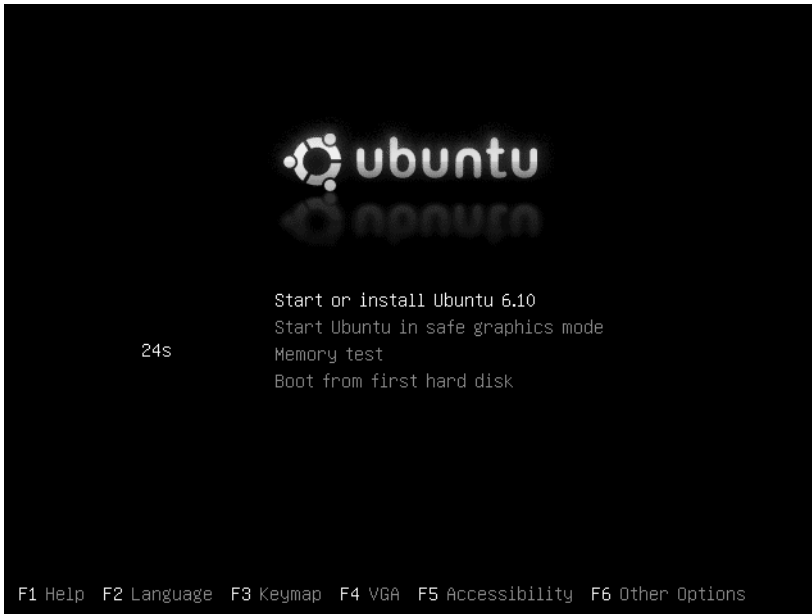 ubuntu
Start or install Ubuntu 6.10
Start Ubuntu in safe graphics mode
24s
Memory test
Boot from first hard disk
F1 Help F2 Language F3 Keymap F4 VGA F5 Accessibility F6 Other Options